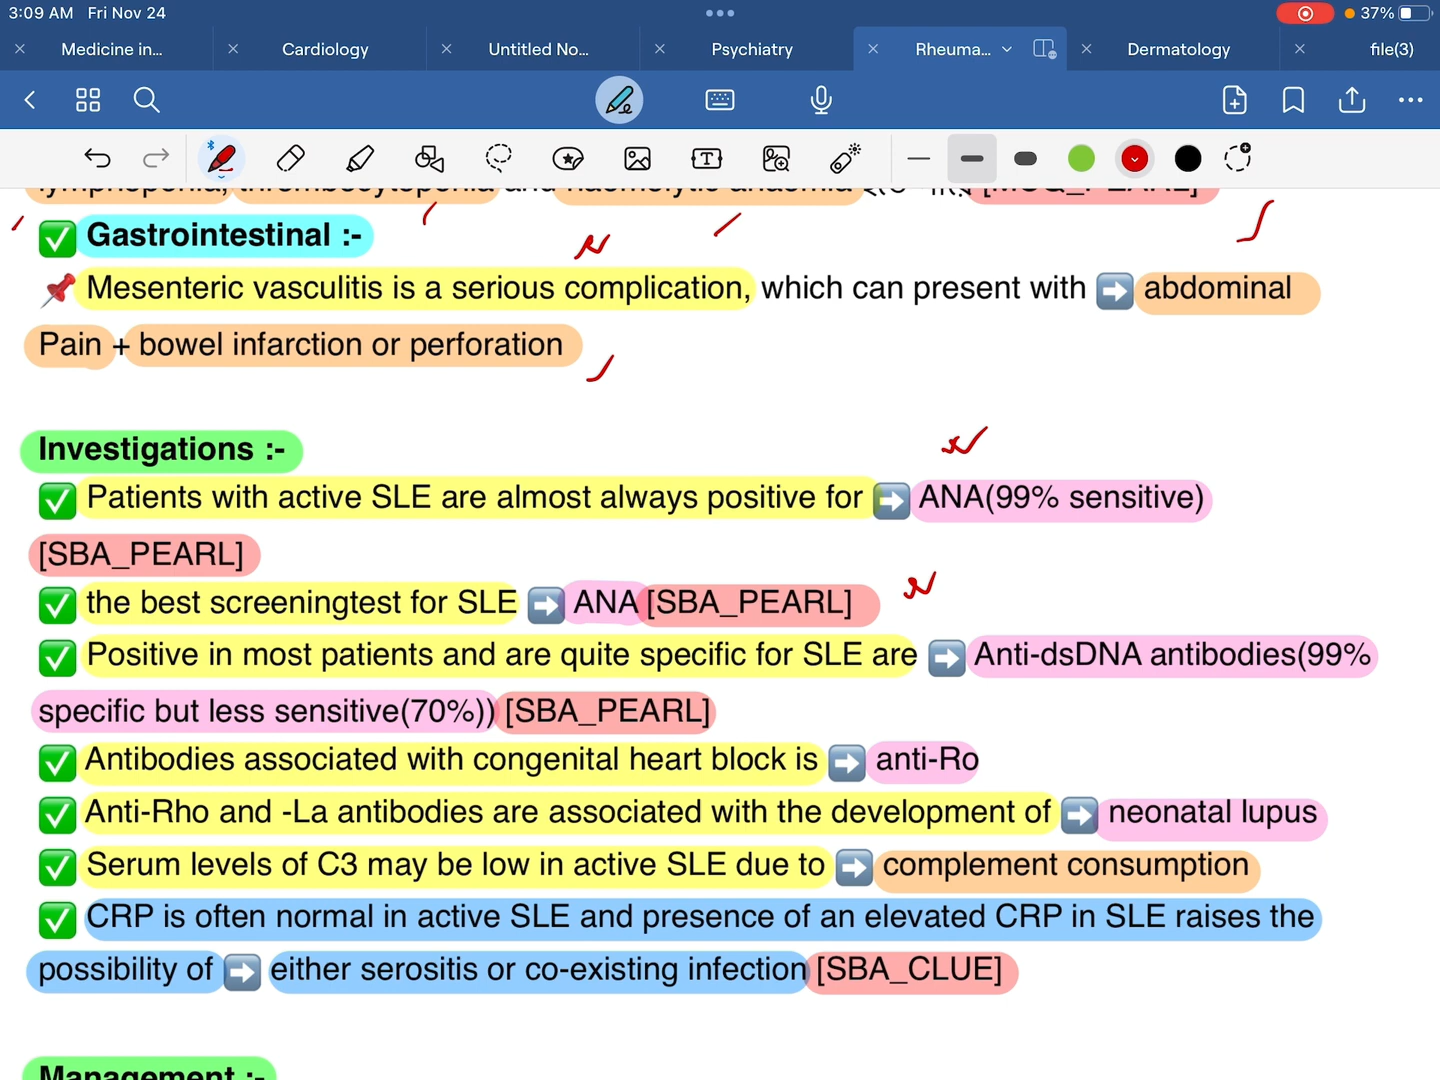 3:09 AM Fri Nov 24
37%
Medicine in...
Cardiology
Untitled No...
Psychiatry
Rheuma...
Dermatology
file(3)
lymphopenia, thrombocytopenia and haemolytic anaemia [MCQ_PEARL]
Gastrointestinal :-
Mesenteric vasculitis is a serious complication, which can present with ➡️ abdominal
Pain + bowel infarction or perforation
Investigations :-
Patients with active SLE are almost always positive for ➡️ ANA(99% sensitive)
[SBA_PEARL]
the best screeningtest for SLE ➡️ ANA [SBA_PEARL]
Positive in most patients and are quite specific for SLE are ➡️ Anti-dsDNA antibodies(99%
specific but less sensitive(70%)) [SBA_PEARL]
Antibodies associated with congenital heart block is ➡️ anti-Ro
Anti-Rho and -La antibodies are associated with the development of ➡️ neonatal lupus
Serum levels of C3 may be low in active SLE due to ➡️ complement consumption
CRP is often normal in active SLE and presence of an elevated CRP in SLE raises the
possibility of ➡️ either serositis or co-existing infection [SBA_CLUE]
Management :-